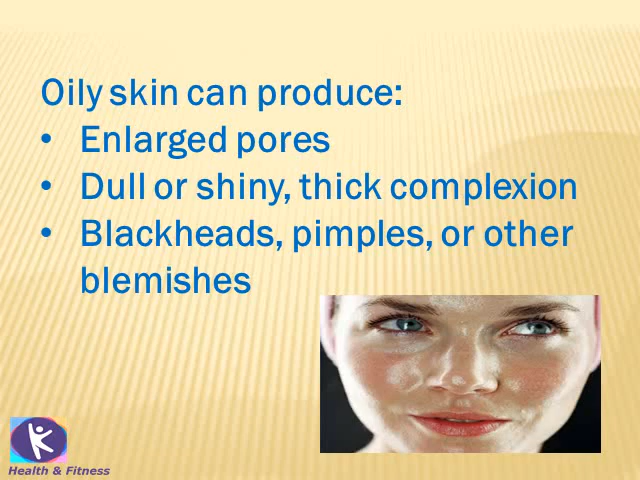 Oily skin can produce:
• Enlarged pores
• Dull or shiny, thick complexion
• Blackheads, pimples, or other
blemishes
Health & Fitness